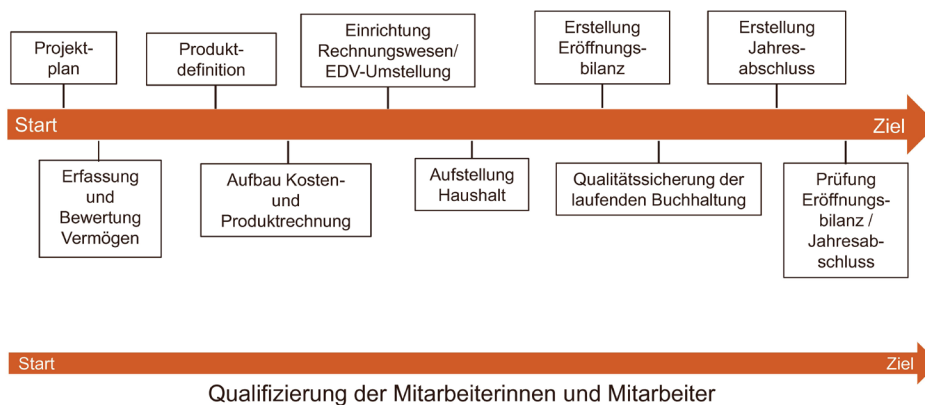 Projekt-
plan
Produkt-
definition
Einrichtung
Rechnungswesen/
EDV-Umstellung
Erstellung
Eröffnungs-
bilanz
Erstellung
Jahres-
abschluss
Start
Ziel
Erfassung
und
Bewertung
Vermögen
Aufbau Kosten-
und
Produktrechnung
Aufstellung
Haushalt
Qualitätssicherung der
laufenden Buchhaltung
Prüfung
Eröffnungs-
bilanz /
Jahresab-
schluss
Start
Ziel
Qualifizierung der Mitarbeiterinnen und Mitarbeiter